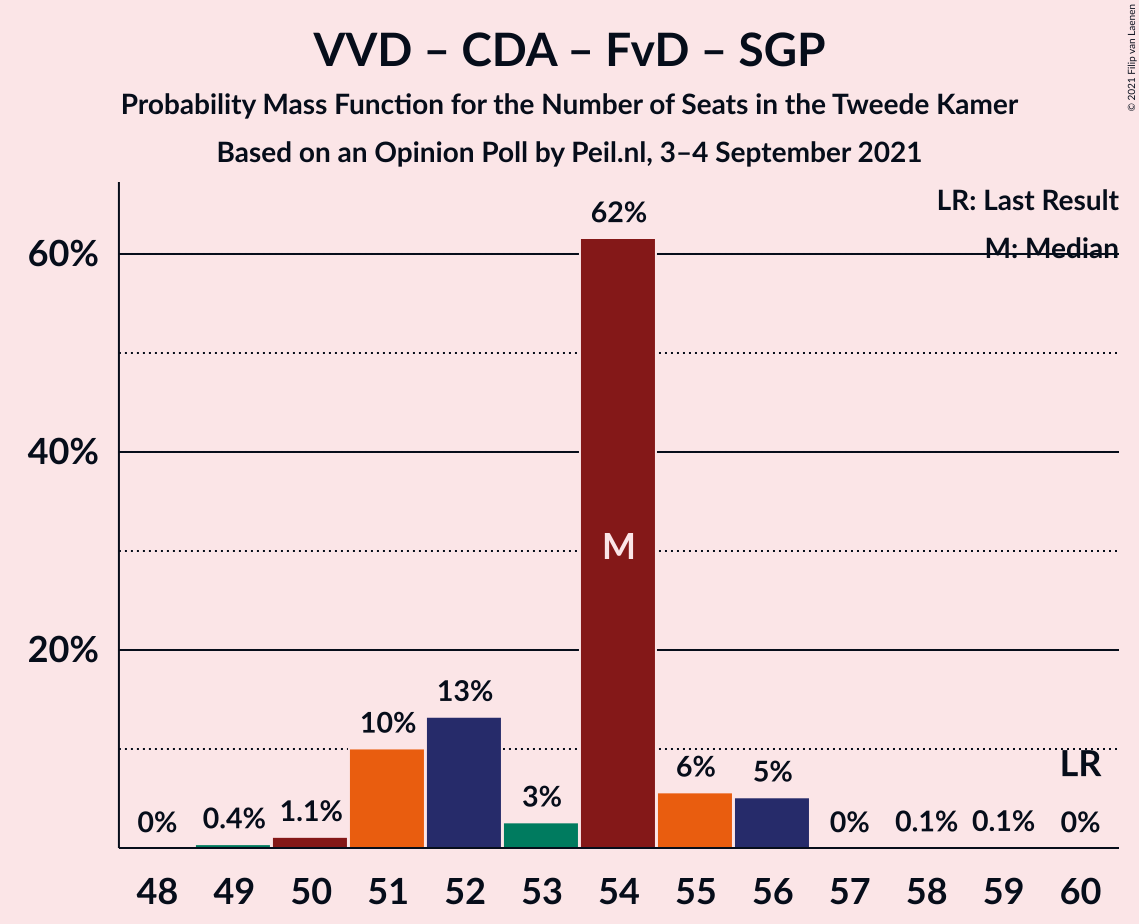 VVD – CDA – FvD – SGP
Probability Mass Function for the Number of Seats in the Tweede Kamer
Based on an Opinion Poll by Peil.nl, 3–4 September 2021
© 2021 Filip van Laenen
LR: Last Result
M: Median
60%
40%
20%
0%
0.4%
1.1%
10%
13%
3%
62%
6%
5%
0%
0.1%
0.1%
0%
M
LR
48 49 50 51 52 53 54 55 56 57 58 59 60